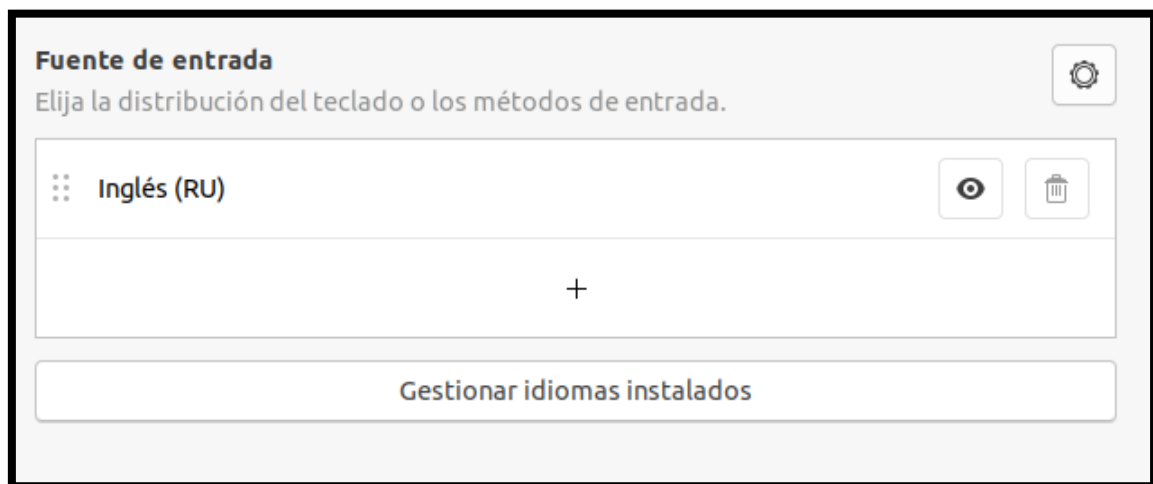 Fuente de entrada
Elija la distribución del teclado o los métodos de entrada.
Inglés (RU)
+
Gestionar idiomas instalados